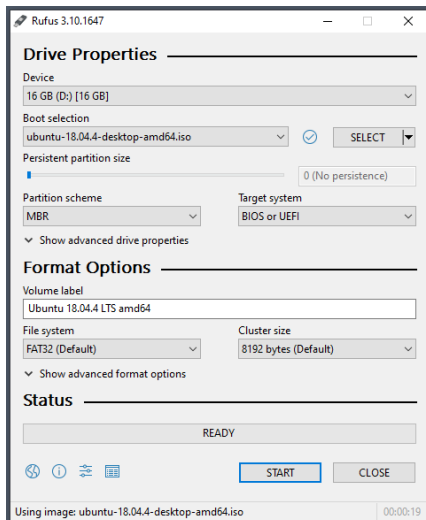 Rufus 3.10.1647
Drive Properties
Device
16 GB (D:) [16 GB]
Boot selection
ubuntu-18.04.4-desktop-amd64.iso SELECT
Persistent partition size
0 (No persistence)
Partition scheme Target system
MBR BIOS or UEFI
Show advanced drive properties
Format Options
Volume label
Ubuntu 18.04.4 LTS amd64
File system Cluster size
FAT32 (Default) 8192 bytes (Default)
Show advanced format options
Status
READY
START CLOSE
Using image: ubuntu-18.04.4-desktop-amd64.iso 00:00:19